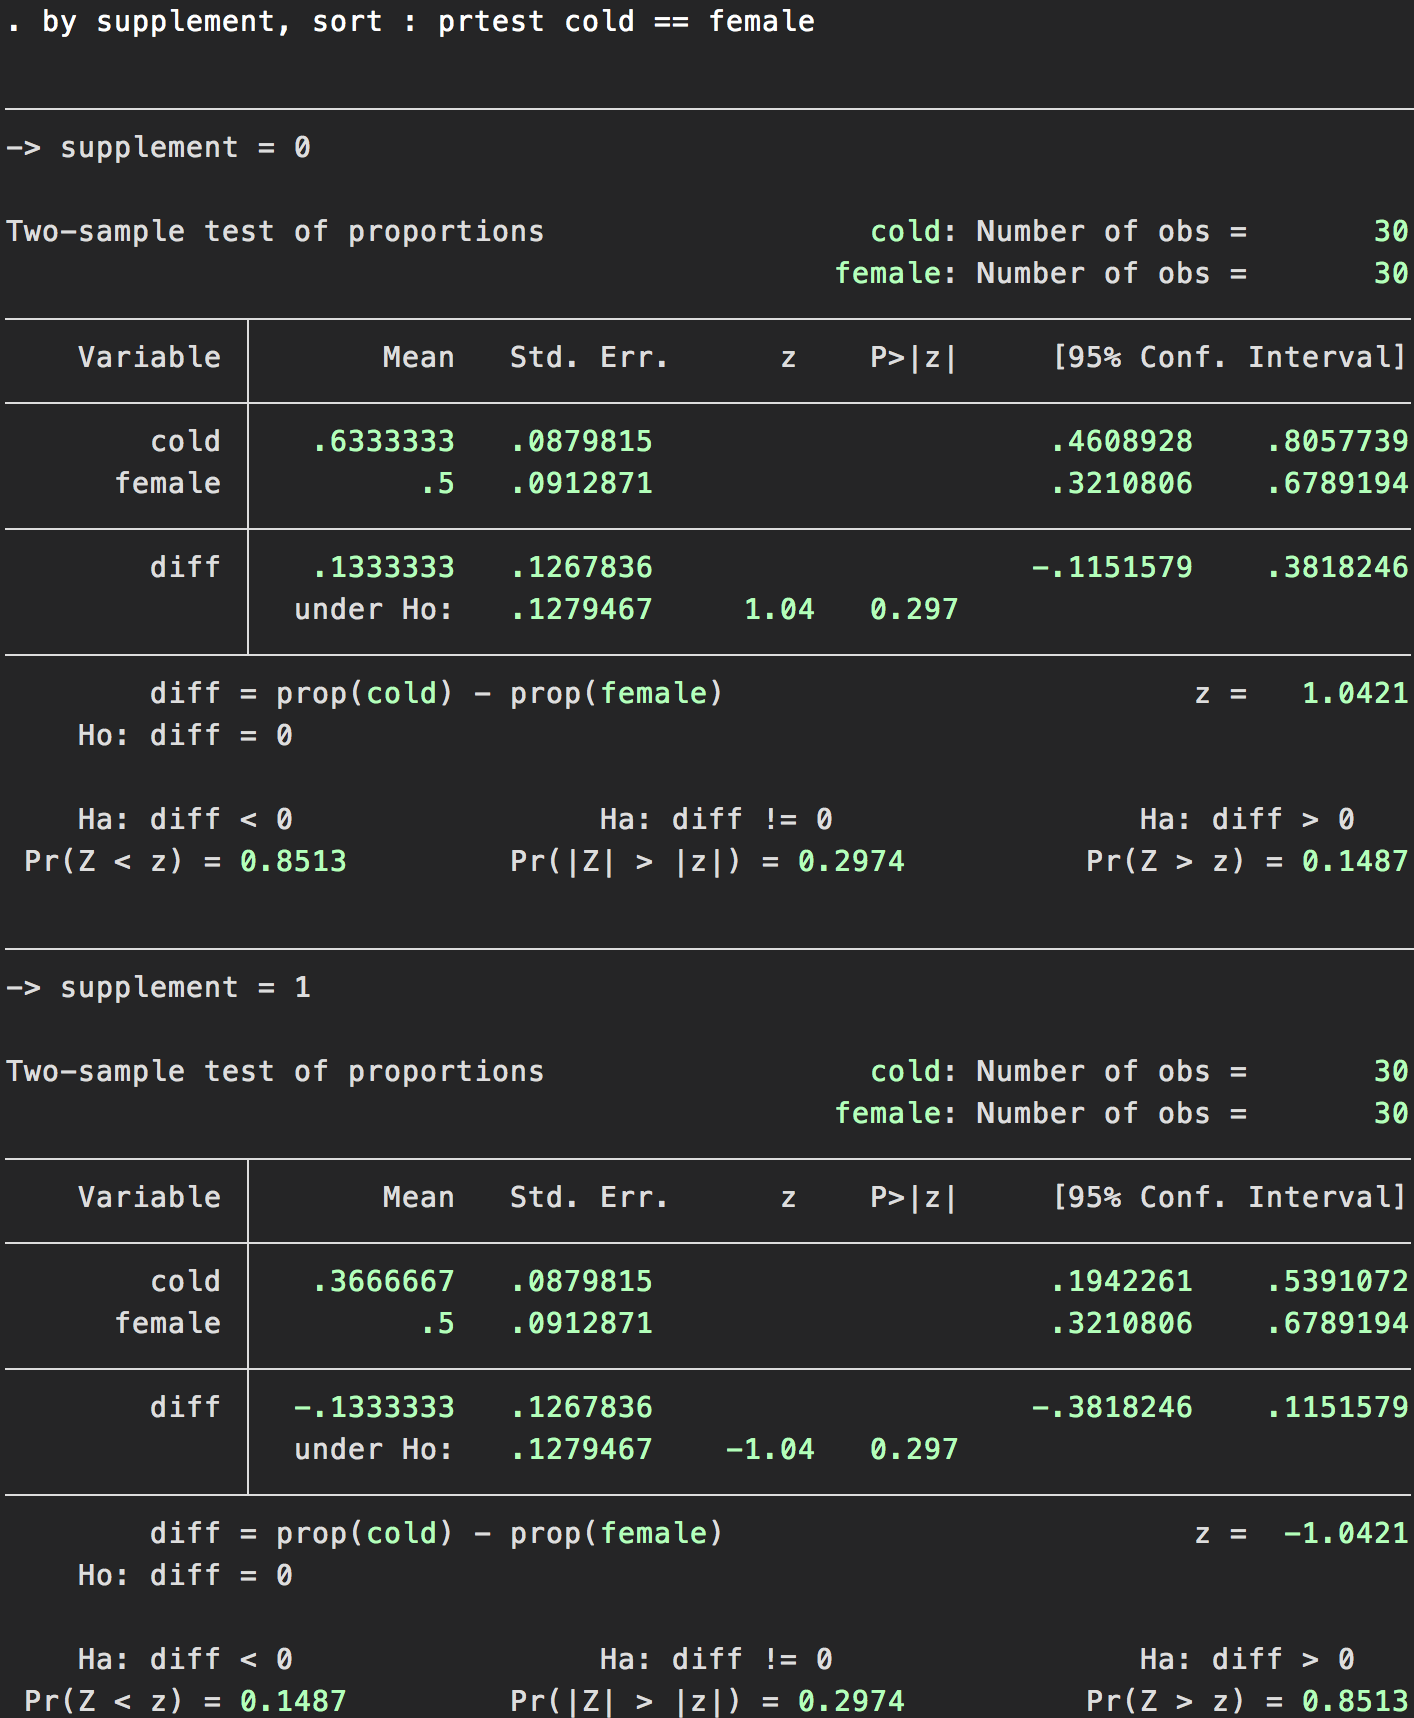 . by supplement, sort : prtest cold == female
-> supplement = 0
Two-sample test of proportions cold: Number of obs = 30
female: Number of obs = 30
Variable Mean Std. Err. z P>|z| [95% Conf. Interval]
cold .6333333 .0879815 .4608928 .8057739
female .5 .0912871 .3210806 .6789194
diff .1333333 .1267836 -.1151579 .3818246
under Ho: .1279467 1.04 0.297
diff = prop(cold) - prop(female) z = 1.0421
Ho: diff = 0
Ha: diff < 0 Ha: diff != 0 Ha: diff > 0
Pr(Z < z) = 0.8513 Pr(|Z| > |z|) = 0.2974 Pr(Z > z) = 0.1487
-> supplement = 1
Two-sample test of proportions cold: Number of obs = 30
female: Number of obs = 30
Variable Mean Std. Err. z P>|z| [95% Conf. Interval]
cold .3666667 .0879815 .1942261 .5391072
female .5 .0912871 .3210806 .6789194
diff -.1333333 .1267836 -.3818246 .1151579
under Ho: .1279467 -1.04 0.297
diff = prop(cold) - prop(female) z = -1.0421
Ho: diff = 0
Ha: diff < 0 Ha: diff != 0 Ha: diff > 0
Pr(Z < z) = 0.1487 Pr(|Z| > |z|) = 0.2974 Pr(Z > z) = 0.8513